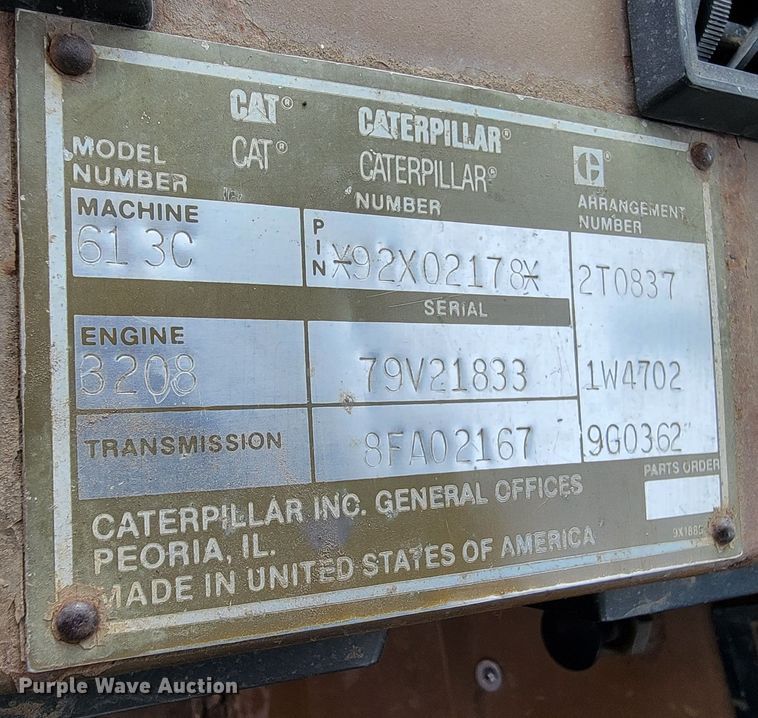 CAT® CATERPILLAR®
CAT® CATERPILLAR®
MODEL NUMBER
NUMBER
ARRANGEMENT NUMBER
MACHINE
613C
PIN
*92X02178*
2T0837
SERIAL
ENGINE
3208
79V21833
1W4702
TRANSMISSION
8FA02167
9G0362
PARTS ORDER
CATERPILLAR INC. GENERAL OFFICES
PEORIA, IL.
MADE IN UNITED STATES OF AMERICA
Purple Wave Auction